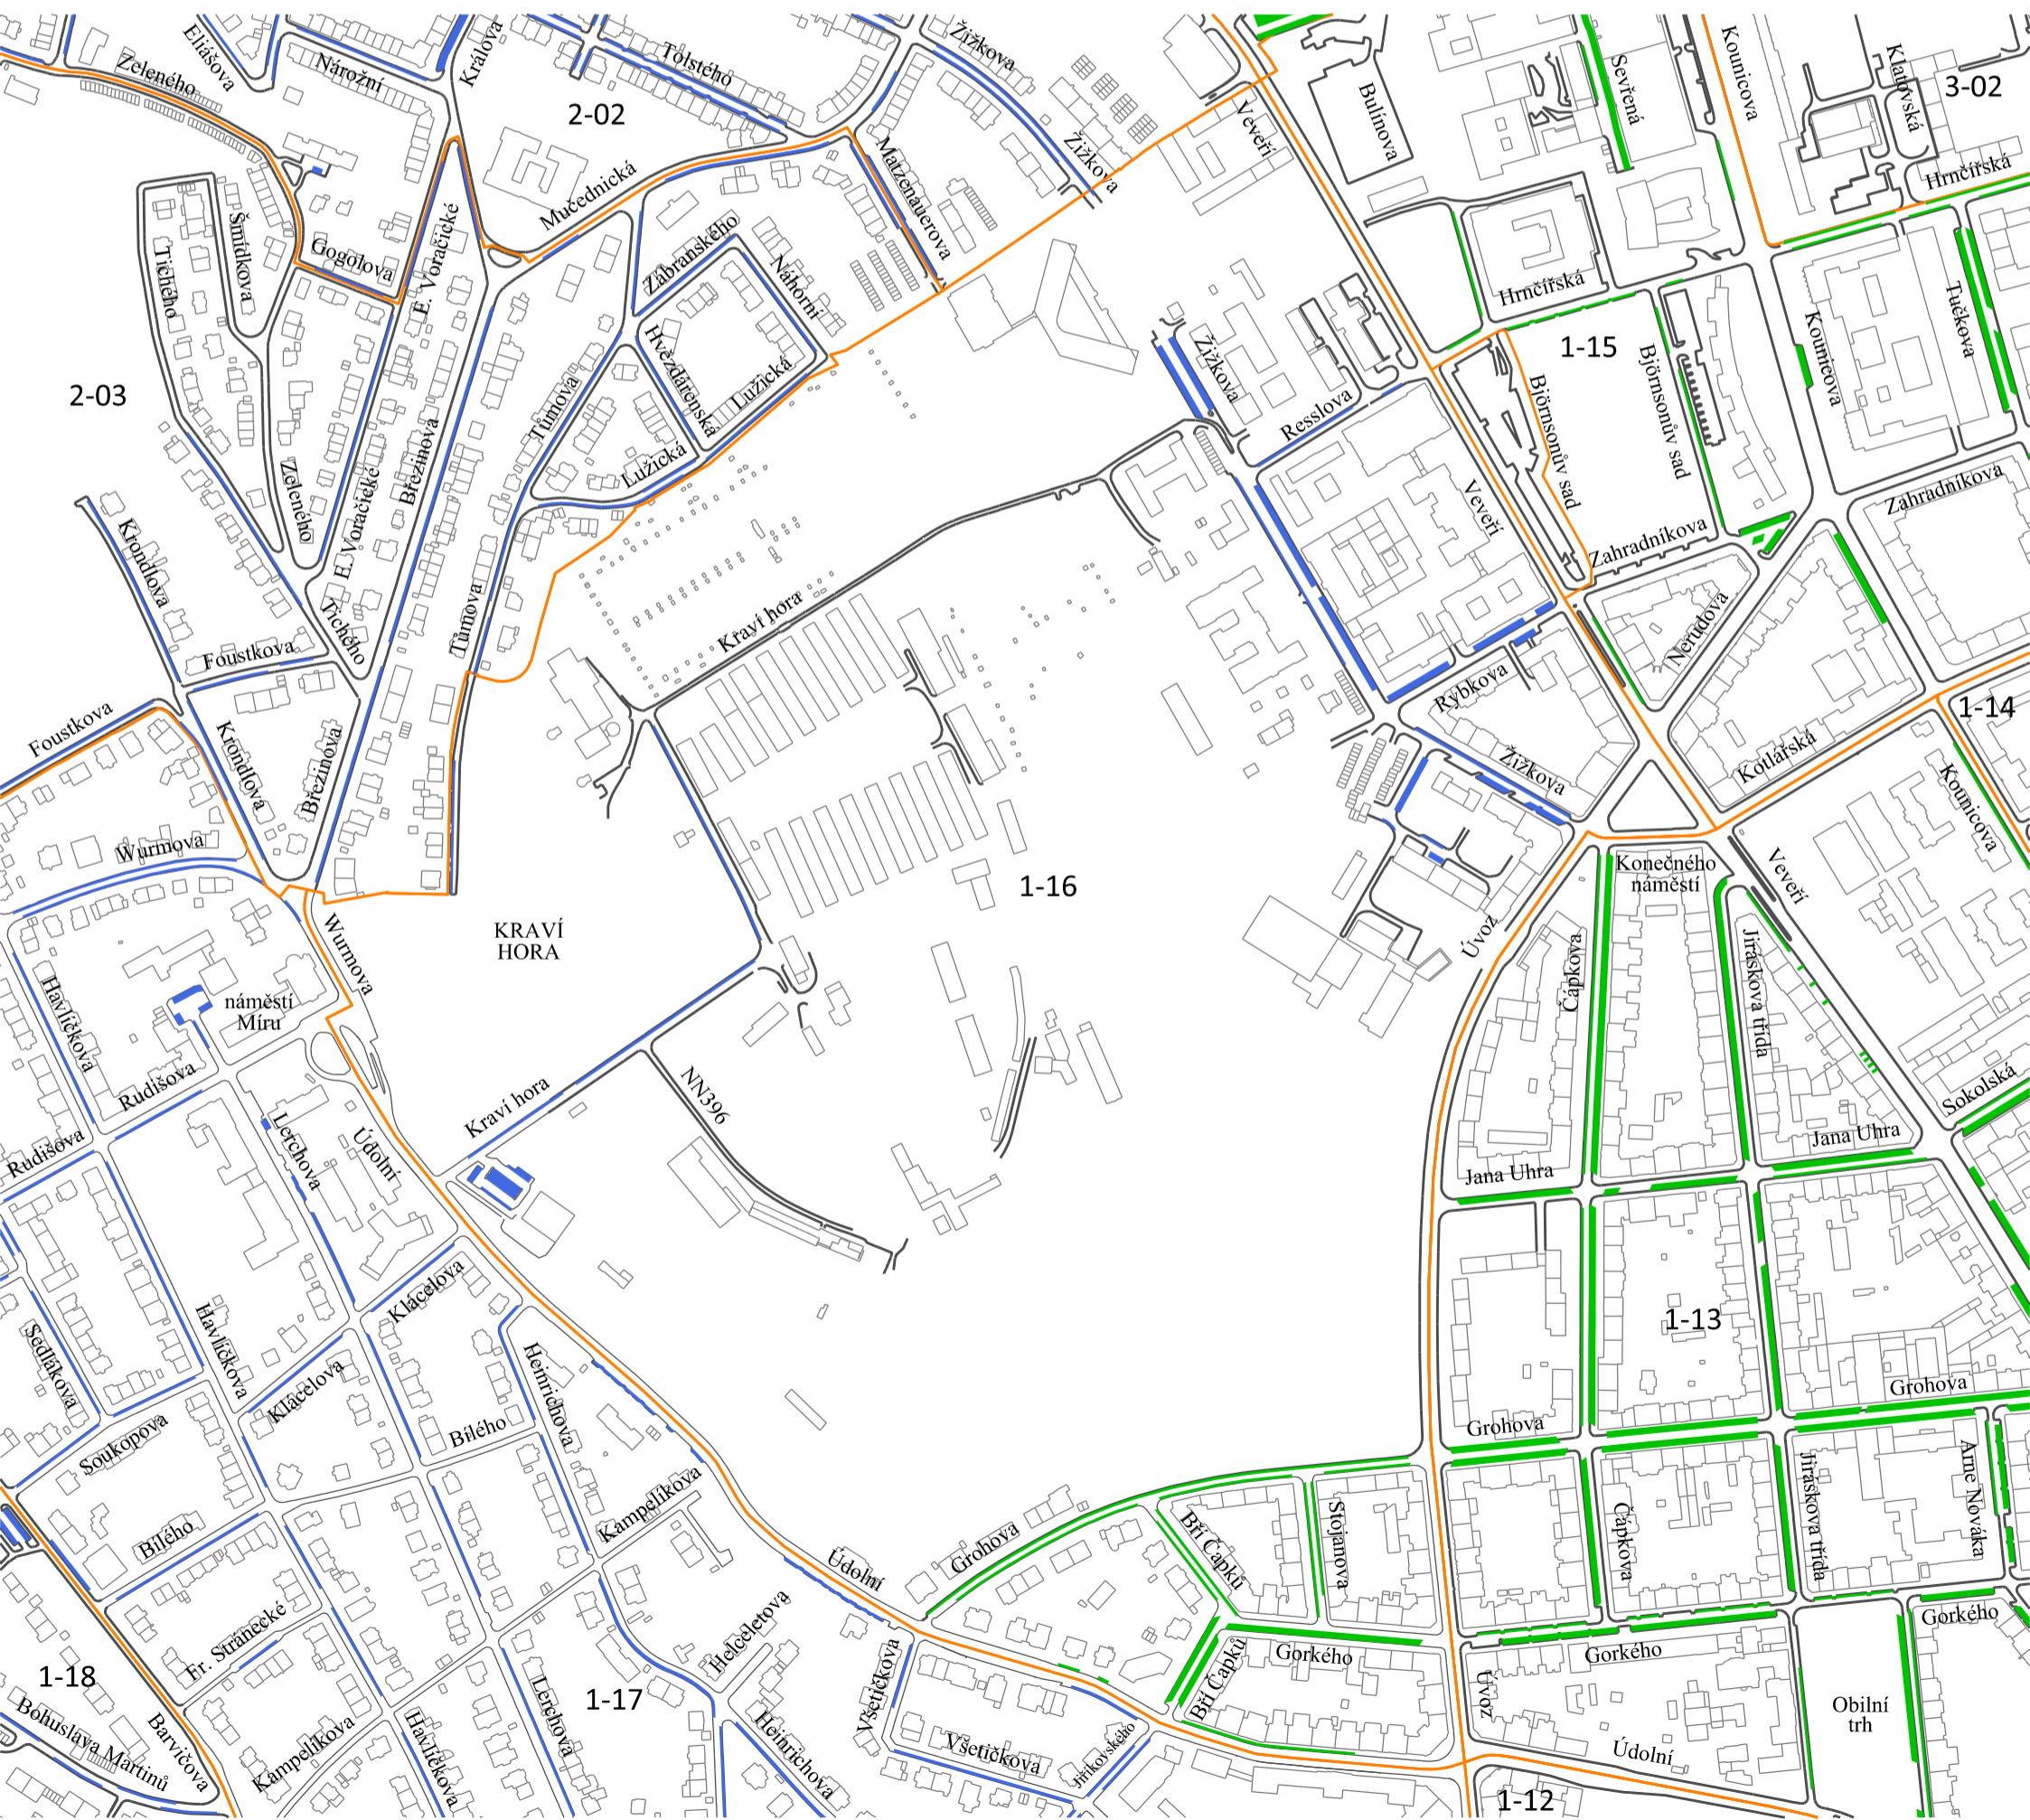 Eliášova
Králova
Žižkova
Tolstého
Nárožní
Zeleného
2-02
Bulínova
Sevřená
Kounicova
Klatovská
3-02
Veveří
Hrnčířská
Žižkova
Matzenauerova
Mučednická
Šmídkova
Tichého
Gogolova
E. Voračické
Zábranského
Náhorní
Hrnčířská
1-15
Tučkova
Kounicova
Björnsonův sad
Björnsonův sad
Hvězdárenská
Lužická
Žižkova
Resslova
2-03
Tůmova
Březinova
Lužická
Zeleného
E. Voračické
Veveří
Zahradníkova
Zahradníkova
Krondlova
Tichého
Tůmova
Kraví hora
Nerudova
Foustkova
Rybkova
1-14
Foustkova
Krondlova
Březinova
Žižkova
Kotlářská
Kounicova
Wurmova
Konečného
náměstí
Veveří
1-16
KRAVÍ
HORA
Wurmova
Úvoz
Čápkova
Jiráskova třída
náměstí
Míru
Havlíčkova
Rudišova
Kraví hora
NN396
Sokolská
Rudišova
Lerchova
Údolní
Jana Uhra
Jana Uhra
Klácelova
Sedlákova
Havlíčkova
Heinrichova
1-13
Klácelova
Grohova
Soukopova
Bílého
Grohova
Kampelíkova
Bílého
Údolní
Grohova
Bří Čapků
Stojanova
Čápkova
Jiráskova třída
Arne Nováka
Helceletova
Fr. Stránecké
Gorkého
Gorkého
Gorkého
Bří Čapků
Všetičkova
1-18
1-17
Lerchova
Úvoz
Obilní
trh
Bohuslava Martinů
Barvičova
Kampelíkova
Havlíčkova
Heinrichova
Všetičkova
Jiříkovského
Údolní
1-12